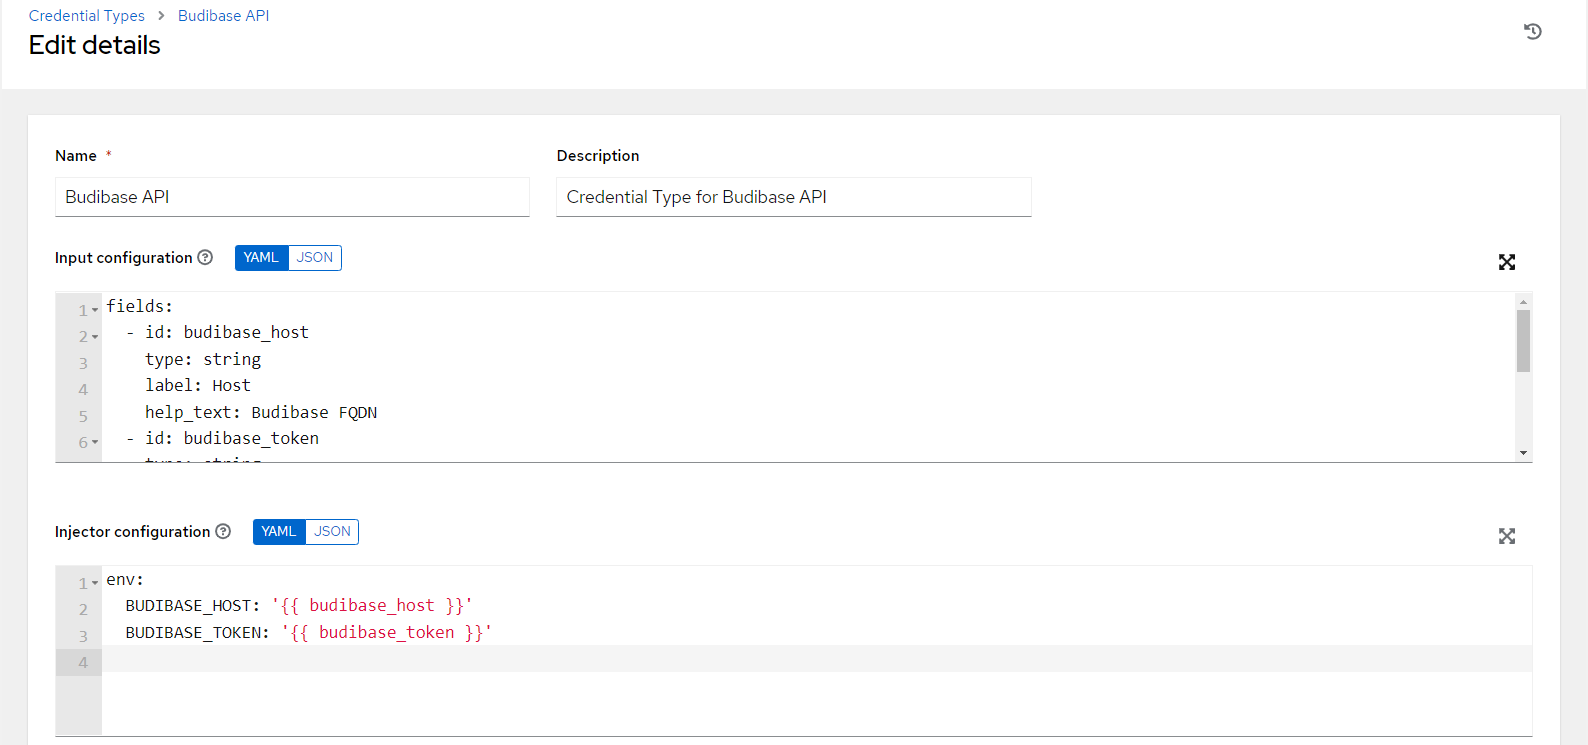 Credential Types > Budibase API
Edit details
Name * Description
Budibase API Credential Type for Budibase API
Input configuration YAML JSON
1 fields:
2 - id: budibase_host
3 type: string
4 label: Host
5 help_text: Budibase FQDN
6 - id: budibase_token
type: string
Injector configuration YAML JSON
1 env:
2 BUDIBASE_HOST: '{{ budibase_host }}'
3 BUDIBASE_TOKEN: '{{ budibase_token }}'
4